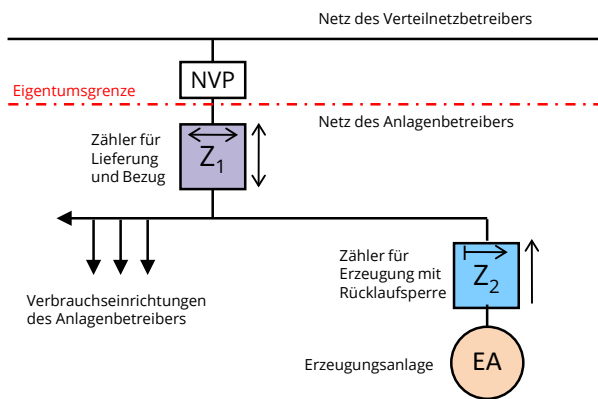 Netz des Verteilnetzbetreibers
NVP
Eigentumsgrenze
Netz des Anlagenbetreibers
Zähler für
Lieferung
und Bezug
Z1
Zähler für
Erzeugung mit
Rücklaufsperre
Z2
Verbrauchseinrichtungen
des Anlagenbetreibers
Erzeugungsanlage
EA